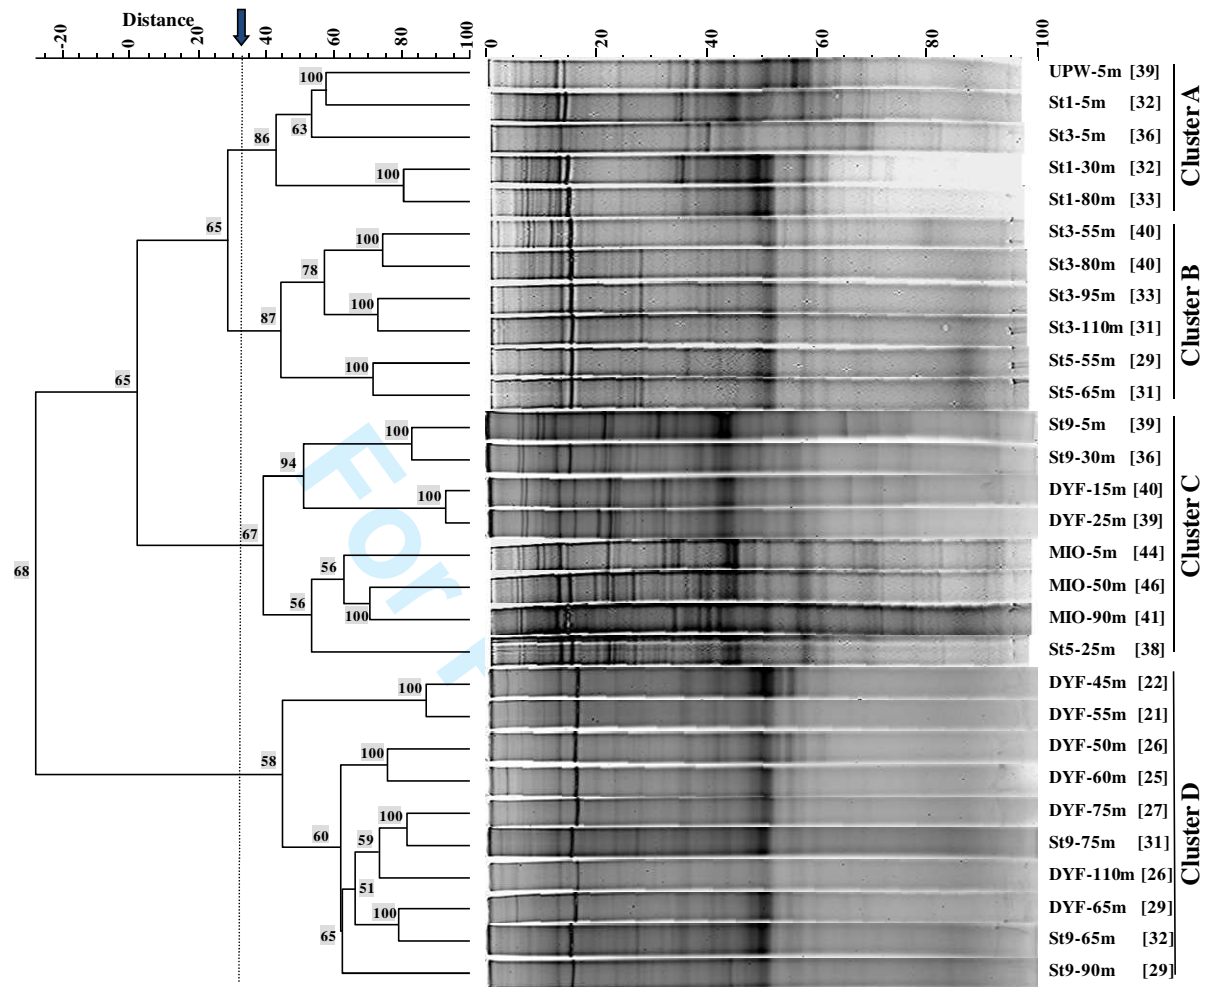 Distance
-20 0 20 40 60 80 100 0 20 40 60 80 100
UPW-5m [39]
St1-5m [32]
St3-5m [36]
St1-30m [32]
St1-80m [33]
Cluster A
St3-55m [40]
St3-80m [40]
St3-95m [33]
St3-110m [31]
St5-55m [29]
St5-65m [31]
Cluster B
St9-5m [39]
St9-30m [36]
DYF-15m [40]
DYF-25m [39]
MIO-5m [44]
MIO-50m [46]
MIO-90m [41]
St5-25m [38]
Cluster C
DYF-45m [22]
DYF-55m [21]
DYF-50m [26]
DYF-60m [25]
DYF-75m [27]
St9-75m [31]
DYF-110m [26]
DYF-65m [29]
St9-65m [32]
St9-90m [29]
Cluster D
100
63
86
100
65
100
78
100
87
100
65
100
94
100
67
56
100
56
68
100
58
100
100
59
60
51
100
65
For